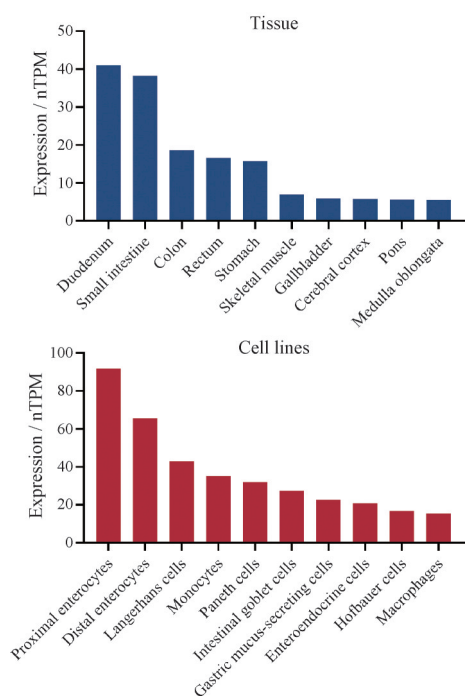 Tissue
Expression / nTPM
50
40
30
20
10
0
Duodenum
Small intestine
Colon
Rectum
Stomach
Skeletal muscle
Gallbladder
Cerebral cortex
Pons
Medulla oblongata
Cell lines
Expression / nTPM
100
80
60
40
20
0
Proximal enterocytes
Distal enterocytes
Langerhans cells
Monocytes
Paneth cells
Intestinal goblet cells
Gastric mucus-secreting cells
Enteroendocrine cells
Hofbauer cells
Macrophages